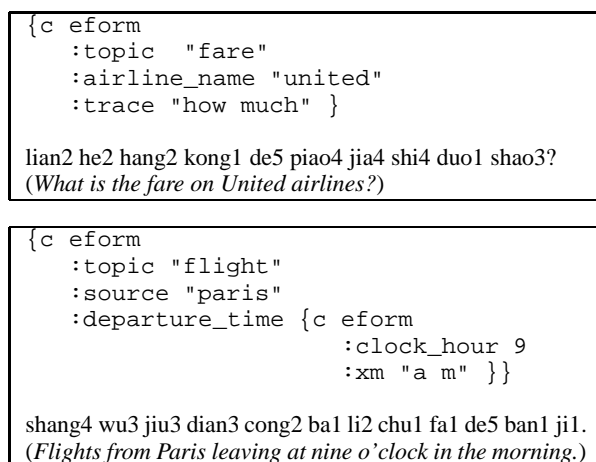 {c eform
:topic "fare"
:airline_name "united"
:trace "how much" }
lian2 he2 hang2 kong1 de5 piao4 jia4 shi4 duo1 shao3?
(What is the fare on United airlines?)
{c eform
:topic "flight"
:source "paris"
:departure_time {c eform
:clock_hour 9
:xm "a m" }}
shang4 wu3 jiu3 dian3 cong2 ba1 li2 chu1 fa1 de5 ban1 ji1.
(Flights from Paris leaving at nine o'clock in the morning.)